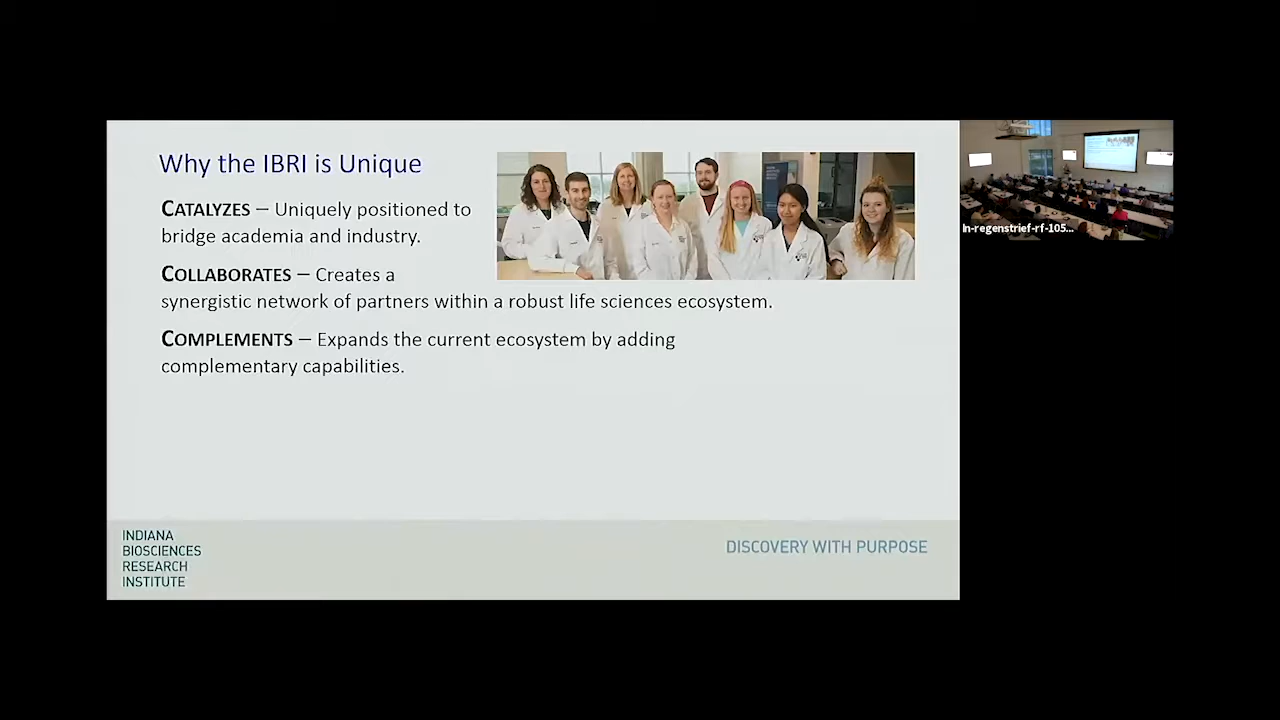 Why the IBRI is Unique
CATALYZES – Uniquely positioned to
bridge academia and industry.
COLLABORATES – Creates a
synergistic network of partners within a robust life sciences ecosystem.
COMPLEMENTS – Expands the current ecosystem by adding
complementary capabilities.
INDIANA
BIOSCIENCES
RESEARCH
INSTITUTE
DISCOVERY WITH PURPOSE
In-regenstrief-rf-105...